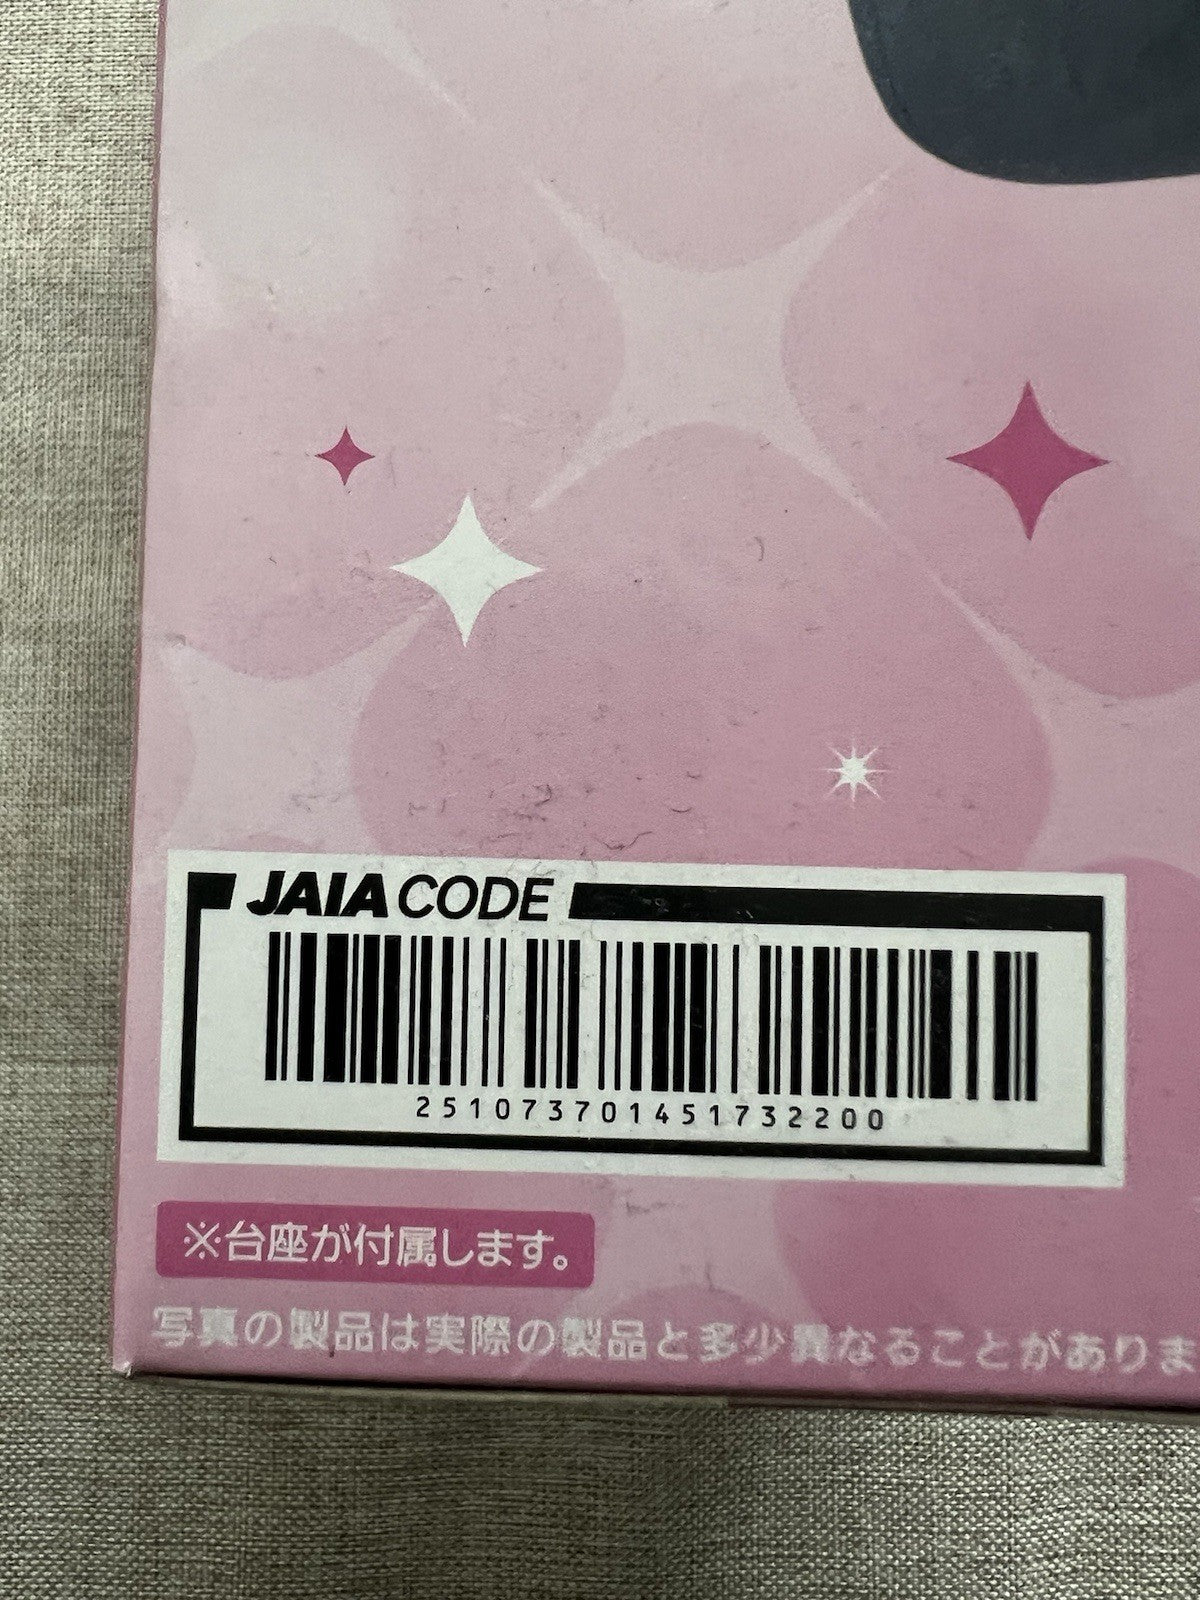 JAIA CODE
251073701451732200
※台座が付属します。
写真の製品は実際の製品と多少異なることがありま